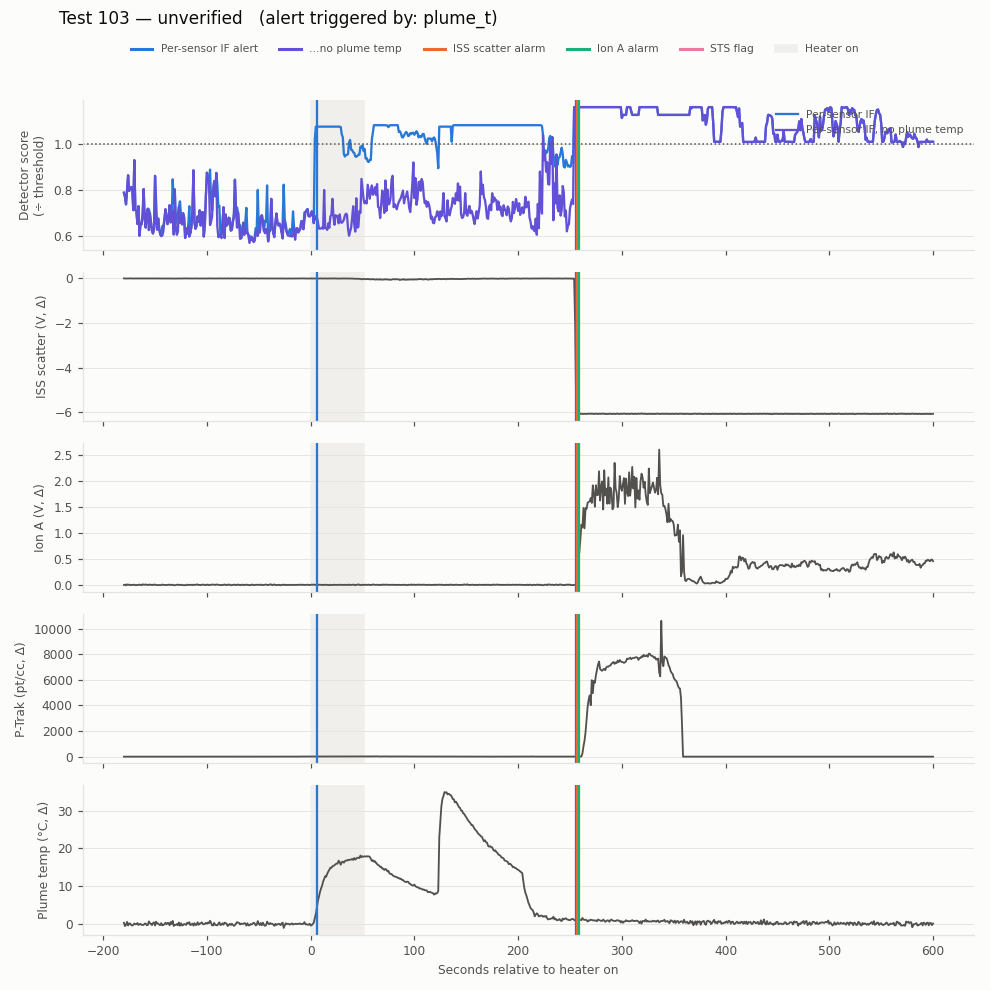 Test 103 — unverified   (alert triggered by: plume_t)
Per-sensor IF alert   …no plume temp   ISS scatter alarm   Ion A alarm   STS flag   Heater on
Detector score
(÷ threshold)
1.0
0.8
0.6
Per-sensor IF
Per-sensor IF, no plume temp
ISS scatter (V, Δ)
0
−2
−4
−6
Ion A (V, Δ)
2.5
2.0
1.5
1.0
0.5
0.0
P-Trak (pt/cc, Δ)
10000
8000
6000
4000
2000
0
Plume temp (°C, Δ)
30
20
10
0
−200   −100   0   100   200   300   400   500   600
Seconds relative to heater on